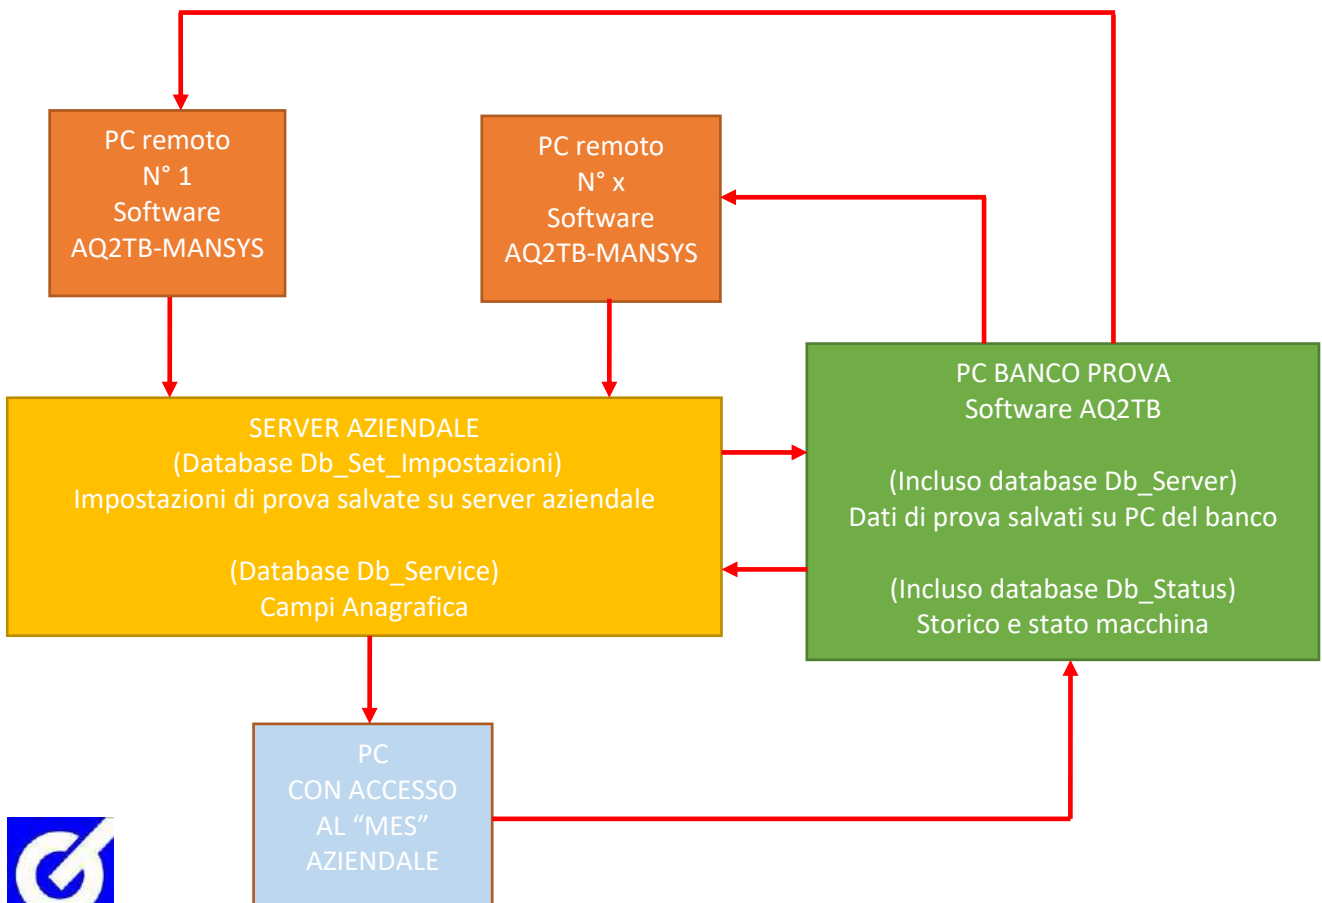 PC remoto
N° 1
Software
AQ2TB-MANSYS
PC remoto
N° x
Software
AQ2TB-MANSYS
SERVER AZIENDALE
(Database Db_Set_Impostazioni)
Impostazioni di prova salvate su server aziendale
(Database Db_Service)
Campi Anagrafica
PC BANCO PROVA
Software AQ2TB
(Incluso database Db_Server)
Dati di prova salvati su PC del banco
(Incluso database Db_Status)
Storico e stato macchina
PC
CON ACCESSO
AL “MES”
AZIENDALE